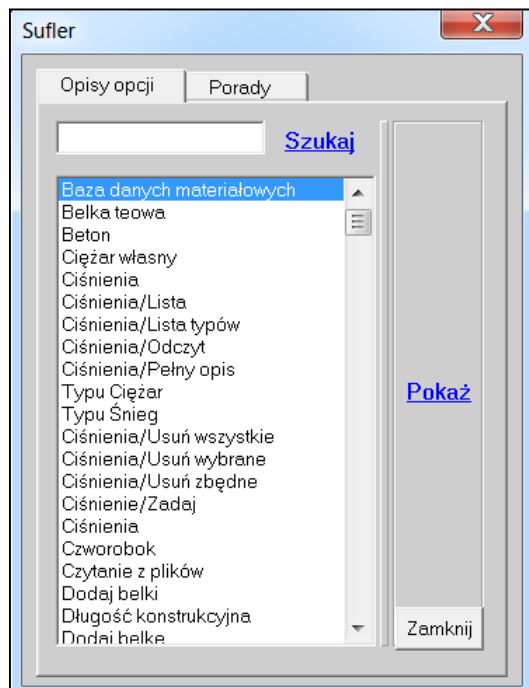 Sufler
Opisy opcji
Porady
Szukaj
Baza danych materiałowych
Belka teowa
Beton
Ciężar własny
Ciśnienia
Ciśnienia/Lista
Ciśnienia/Lista typów
Ciśnienia/Odczyt
Ciśnienia/Pełny opis
Typu Ciężar
Typu Śnieg
Ciśnienia/Usuń wszystkie
Ciśnienia/Usuń wybrane
Ciśnienia/Usuń zbędne
Ciśnienie/Zadaj
Ciśnienia
Czworobok
Czytanie z plików
Dodaj belki
Długość konstrukcyjna
Dodaj belkę
Pokaż
Zamknij